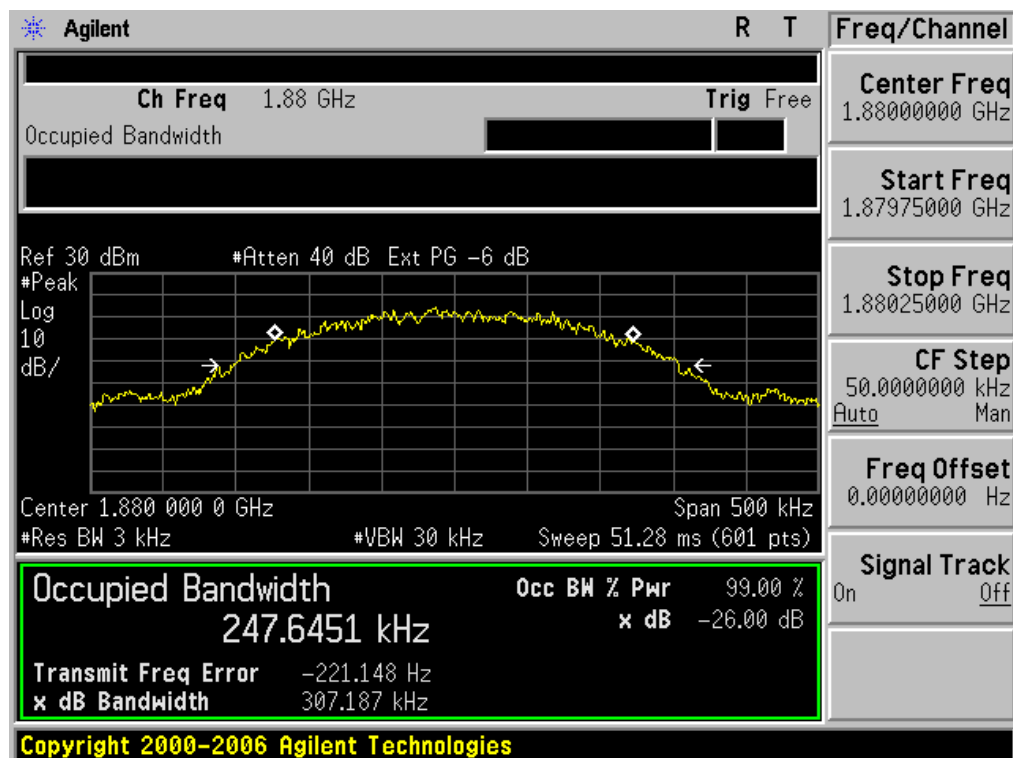 Agilent R T
Ch Freq 1.88 GHz Trig Free
Occupied Bandwidth
Ref 30 dBm #Atten 40 dB Ext PG -6 dB
#Peak
Log
10
dB/
Center 1.880 000 0 GHz Span 500 kHz
#Res BW 3 kHz #VBW 30 kHz Sweep 51.28 ms (601 pts)
Occupied Bandwidth Occ BW % Pwr 99.00 %
247.6451 kHz x dB -26.00 dB
Transmit Freq Error -221.148 Hz
x dB Bandwidth 307.187 kHz
Copyright 2000-2006 Agilent Technologies
Freq/Channel
Center Freq
1.88000000 GHz
Start Freq
1.87975000 GHz
Stop Freq
1.88025000 GHz
CF Step
50.0000000 kHz
Auto Man
Freq Offset
0.00000000 Hz
Signal Track
On Off